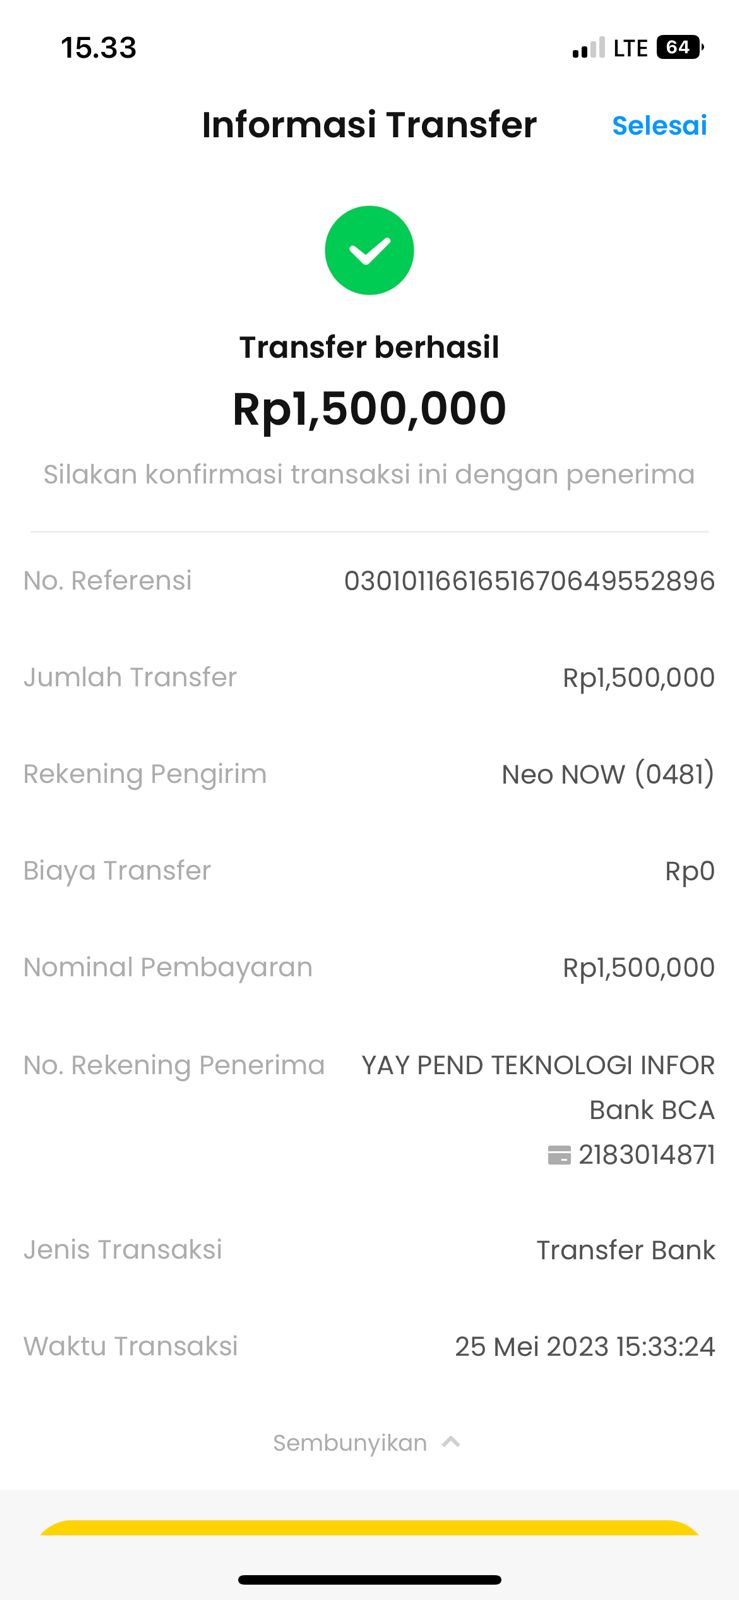 15.33
LTE 64
Informasi Transfer
Selesai
Transfer berhasil
Rp1,500,000
Silakan konfirmasi transaksi ini dengan penerima
No. Referensi 0301011661651670649552896
Jumlah Transfer Rp1,500,000
Rekening Pengirim Neo NOW (0481)
Biaya Transfer Rp0
Nominal Pembayaran Rp1,500,000
No. Rekening Penerima YAY PEND TEKNOLOGI INFOR
Bank BCA
2183014871
Jenis Transaksi Transfer Bank
Waktu Transaksi 25 Mei 2023 15:33:24
Sembunyikan